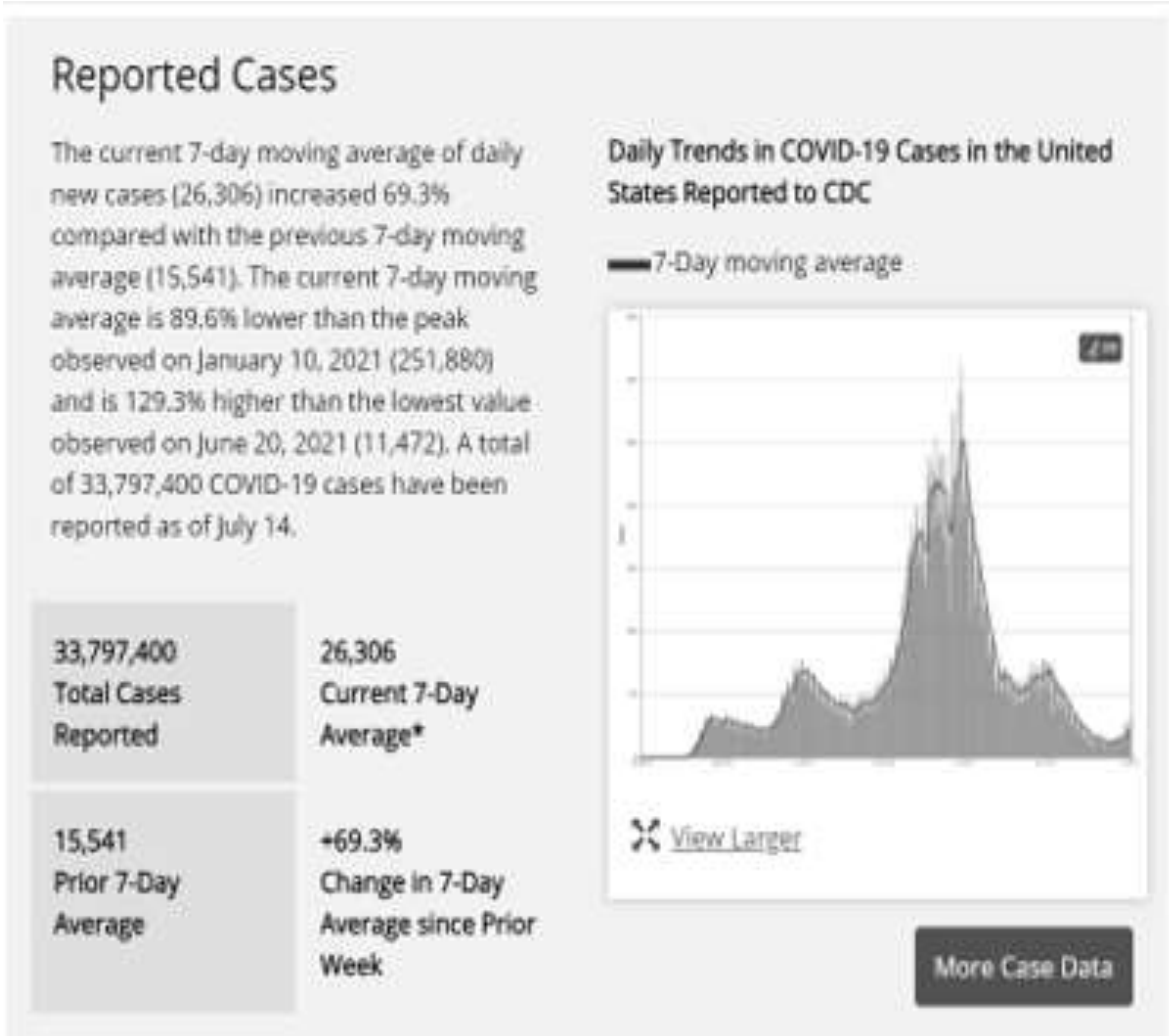 Reported Cases
The current 7-day moving average of daily
new cases (26,306) increased 69.3%
compared with the previous 7-day moving
average (15,541). The current 7-day moving
average is 89.6% lower than the peak
observed on January 10, 2021 (251,880)
and is 129.3% higher than the lowest value
observed on June 20, 2021 (11,472). A total
of 33,797,400 COVID-19 cases have been
reported as of July 14.
33,797,400
Total Cases
Reported
26,306
Current 7-Day
Average*
15,541
Prior 7-Day
Average
+69.3%
Change in 7-Day
Average since Prior
Week
Daily Trends in COVID-19 Cases in the United
States Reported to CDC
7-Day moving average
View Larger
More Case Data